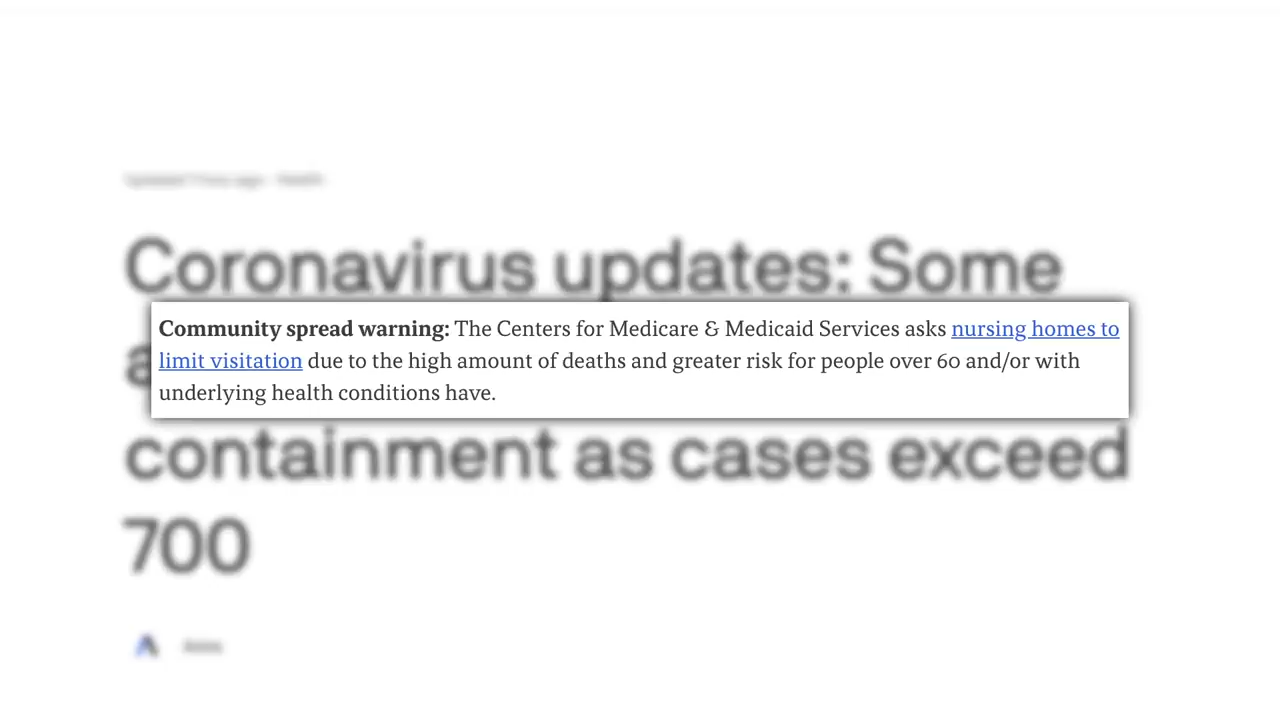 Coronavirus updates: Some
Community spread warning: The Centers for Medicare & Medicaid Services asks nursing homes to
limit visitation due to the high amount of deaths and greater risk for people over 60 and/or with
underlying health conditions have.
containment as cases exceed
700
Axios